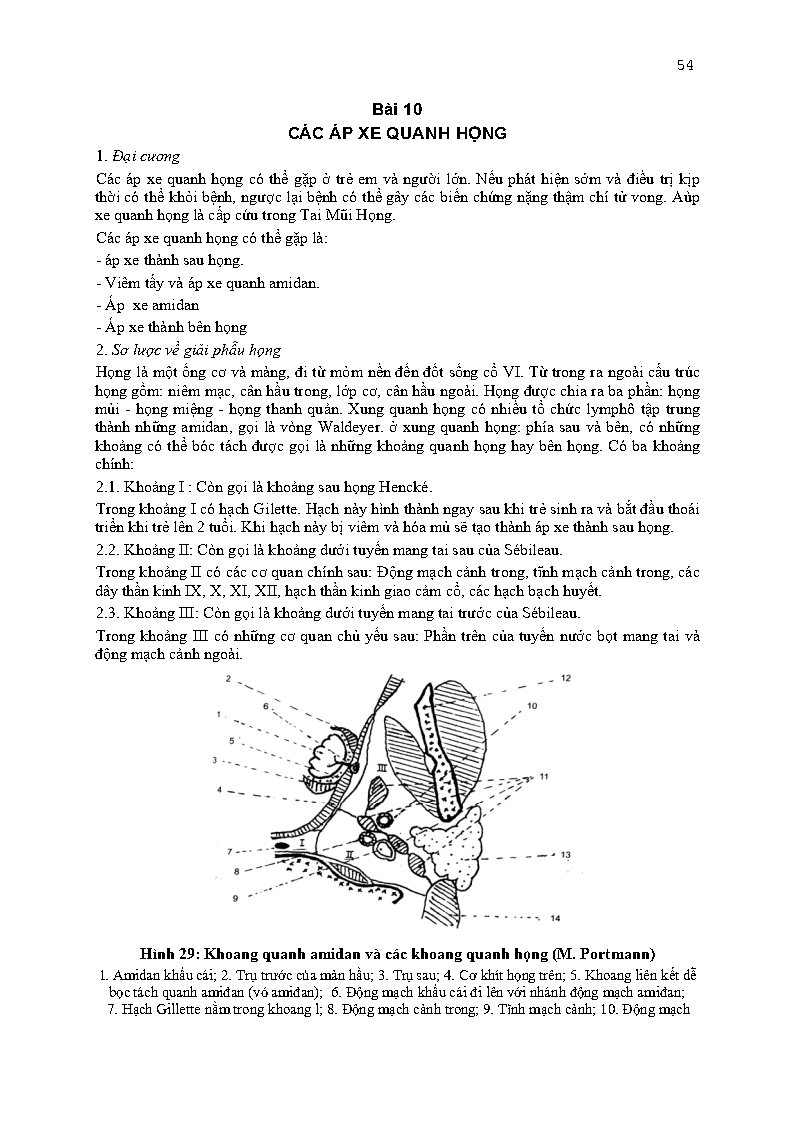 54
Bài 10
CÁC ÁP XE QUANH HỌNG
1. Đại cương
Các áp xe quanh họng có thể gặp ở trẻ em và người lớn. Nếu phát hiện sớm và điều trị kịp
thời có thể khỏi bệnh, ngược lại bệnh có thể gây các biến chứng nặng thậm chí tử vong. Aùp
xe quanh họng là cấp cứu trong Tai Mũi Họng.
Các áp xe quanh họng có thể gặp là:
- áp xe thành sau họng.
- Viêm tấy và áp xe quanh amidan.
- Áp xe amidan
- Áp xe thành bên họng
2. Sơ lược về giải phẫu họng
Họng là một ống cơ và màng, đi từ mỏm nền đến đốt sống cổ VI. Từ trong ra ngoài cấu trúc
họng gồm: niêm mạc, cân hầu trong, lớp cơ, cân hầu ngoài. Họng được chia ra ba phần: họng
mũi - họng miệng - họng thanh quản. Xung quanh họng có nhiều tổ chức lymphô tập trung
thành những amidan, gọi là vòng Waldeyer. ở xung quanh họng: phía sau và bên, có những
khoảng có thể bóc tách được gọi là những khoảng quanh họng hay bên họng. Có ba khoảng
chính:
2.1. Khoảng I : Còn gọi là khoảng sau họng Hencké.
Trong khoảng I có hạch Gilette. Hạch này hình thành ngay sau khi trẻ sinh ra và bắt đầu thoái
triển khi trẻ lên 2 tuổi. Khi hạch này bị viêm và hóa mủ sẽ tạo thành áp xe thành sau họng.
2.2. Khoảng II: Còn gọi là khoảng dưới tuyến mang tai sau của Sébileau.
Trong khoảng II có các cơ quan chính sau: Động mạch cảnh trong, tĩnh mạch cảnh trong, các
dây thần kinh IX, X, XI, XII, hạch thần kinh giao cảm cổ, các hạch bạch huyết.
2.3. Khoảng III: Còn gọi là khoảng dưới tuyến mang tai trước của Sébileau.
Trong khoảng III có những cơ quan chủ yếu sau: Phần trên của tuyến nước bọt mang tai và
động mạch cảnh ngoài.
2
12
6
10
1
5
3
III
11
4
7
I
II
13
8
9
14
Hình 29: Khoang quanh amidan và các khoang quanh họng (M. Portmann)
1. Amidan khẩu cái; 2. Trụ trước của màn hầu; 3. Trụ sau; 4. Cơ khít họng trên; 5. Khoang liên kết dễ
bọc tách quanh amiđan (vỏ amiđan); 6. Động mạch khẩu cái đi lên với nhánh động mạch amiđan;
7. Hạch Gillette nằm trong khoang l; 8. Động mạch cảnh trong; 9. Tĩnh mạch cảnh; 10. Động mạch